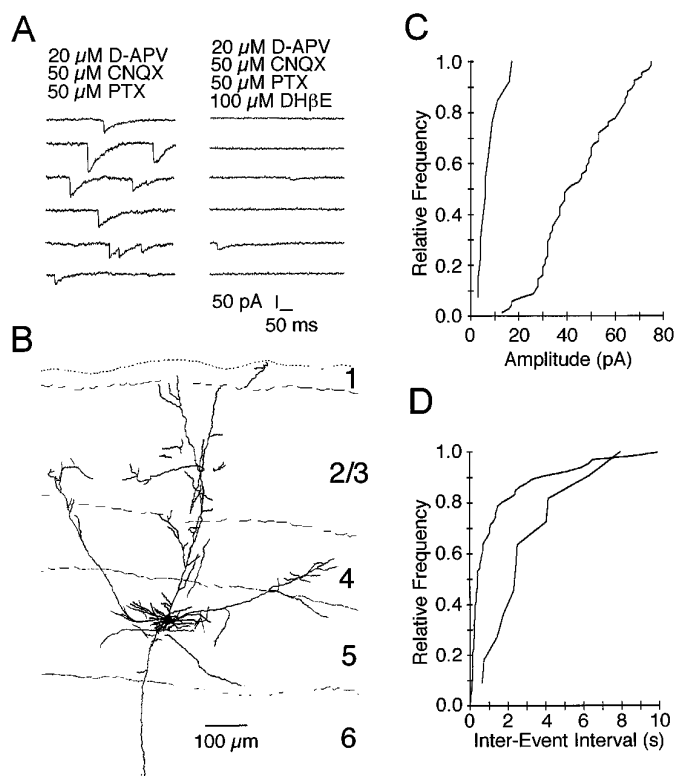 A
20 µM D-APV
50 µM CNQX
50 µM PTX
20 µM D-APV
50 µM CNQX
50 µM PTX
100 µM DHβE
50 pA
50 ms
B
1
2/3
4
5
6
100 µm
C
Relative Frequency
1.0
0.8
0.6
0.4
0.2
0.0
0 20 40 60 80
Amplitude (pA)
D
Relative Frequency
1.0
0.8
0.6
0.4
0.2
0.0
0 2 4 6 8 10
Inter-Event Interval (s)